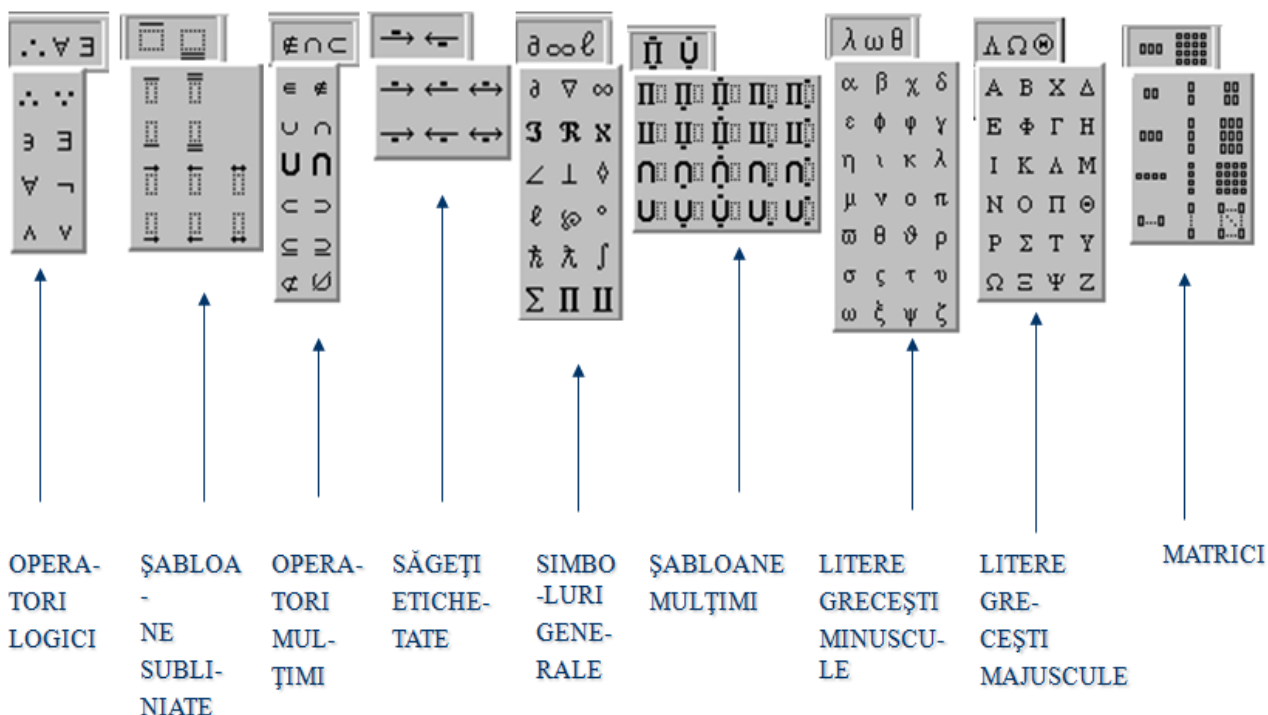 ∴ ∀ ∃
∴ ∵
∍ ∃
∀ ¬
∧ ∨
∉ ∩ ⊂
∈ ∉
∪ ∩
∪ ∩
⊂ ⊃
⊆ ⊇
⊄ ∅
→ ←
→ ← ↔
→ ← ↔
∂ ∞ ℓ
∂ ∇ ∞
ℑ ℜ ℵ
∠ ⊥ ◊
ℓ ℘ °
ℏ ƛ ∫
∑ ∏ ∐
∏ ∪
∏ ∏ ∏ ∏ ∏
∐ ∐ ∐ ∐ ∐
∩ ∩ ∩ ∩ ∩
∪ ∪ ∪ ∪ ∪
λ ω θ
α β χ δ
ε ϕ φ γ
η ι κ λ
μ ν ο π
ϖ θ ϑ ρ
σ ς τ υ
ω ξ ψ ζ
Λ Ω Θ
Α Β Χ Δ
Ε Φ Γ Η
Ι Κ Λ Μ
Ν Ο Π Θ
Ρ Σ Τ Υ
Ω Ξ Ψ Ζ
OPERA-
TORI
LOGICI
ŞABLOA
-
NE
SUBLI-
NIATE
OPERA-
TORI
MUL-
ŢIMI
SĂGEŢI
ETICHE-
TATE
SIMBO
-LURI
GENE-
RALE
ŞABLOANE
MULŢIMI
LITERE
GRECEŞTI
MINUSCU-
LE
LITERE
GRE-
CEŞTI
MAJUSCULE
MATRICI